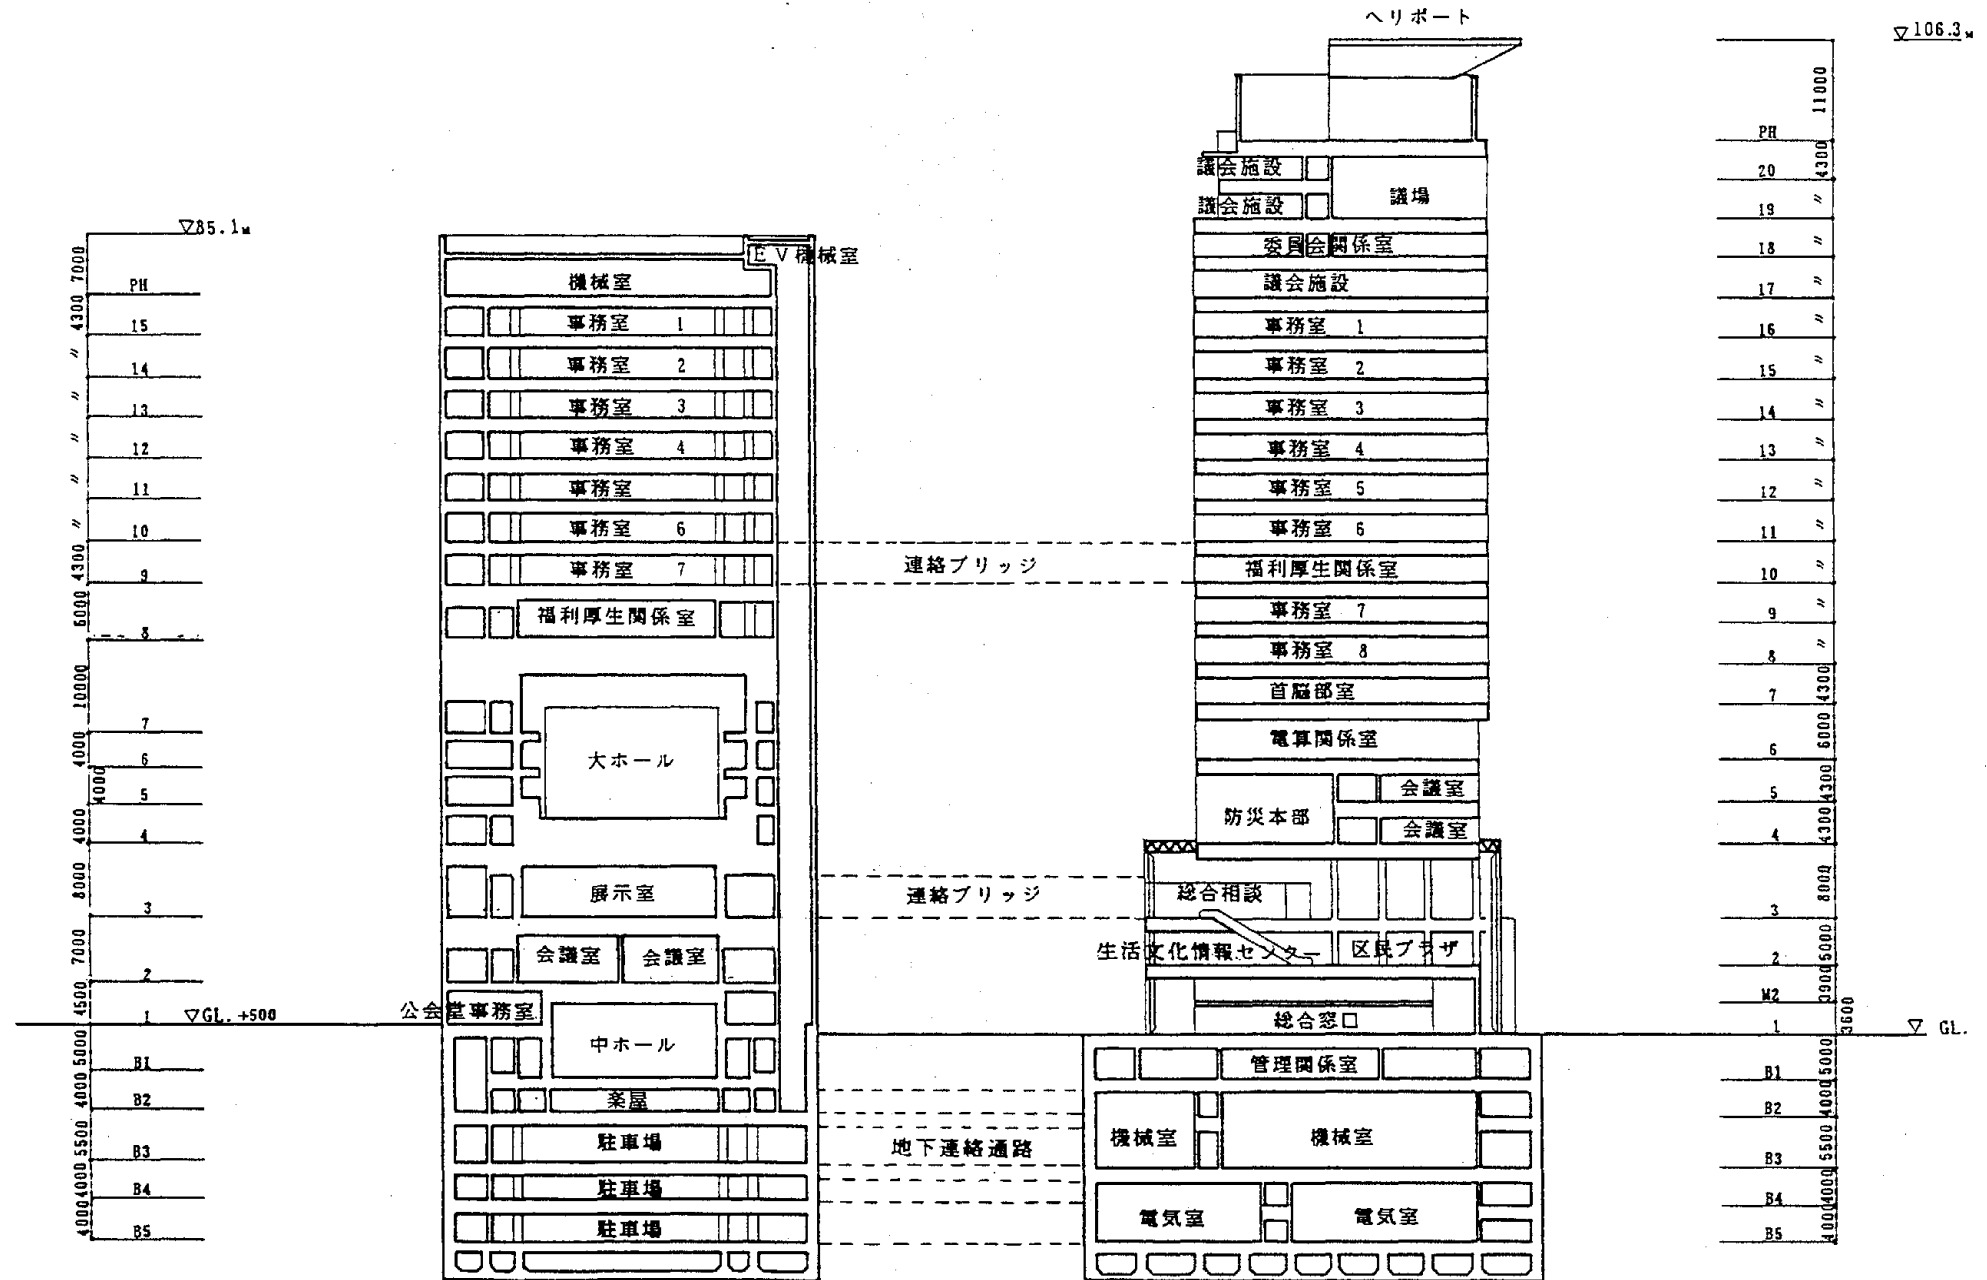 ヘリポート
▽106.3M
▽85.1M
7000
PH
4300
15
〃
14
〃
13
〃
12
〃
11
〃
10
4300
9
6000
8
10000
7
4000
6
4000
5
4000
4
8000
3
7000
2
4500
1
▽GL.+500
5000
B1
4000
B2
5500
B3
4000
B4
4000
B5
EV機械室
機械室
事務室 1
事務室 2
事務室 3
事務室 4
事務室
事務室 6
事務室 7
福利厚生関係室
大ホール
展示室
会議室 会議室
公会堂事務室
中ホール
楽屋
駐車場
駐車場
駐車場
連絡ブリッジ
連絡ブリッジ
地下連絡通路
議会施設
議場
議会施設
委員会関係室
議会施設
事務室 1
事務室 2
事務室 3
事務室 4
事務室 5
事務室 6
福利厚生関係室
事務室 7
事務室 8
首脳部室
電算関係室
会議室
防災本部
会議室
総合相談
生活文化情報センター 区民プラザ
総合窓口
管理関係室
機械室 機械室
電気室 電気室
11000
PH
4300
20
〃
19
〃
18
〃
17
〃
16
〃
15
〃
14
〃
13
〃
12
〃
11
〃
10
〃
9
〃
8
4300
7
6000
6
4300
5
4300
4
8000
3
5000
2
3900
M2
3600
1
▽ GL.
5000
B1
4000
B2
5500
B3
4000
B4
4000
B5